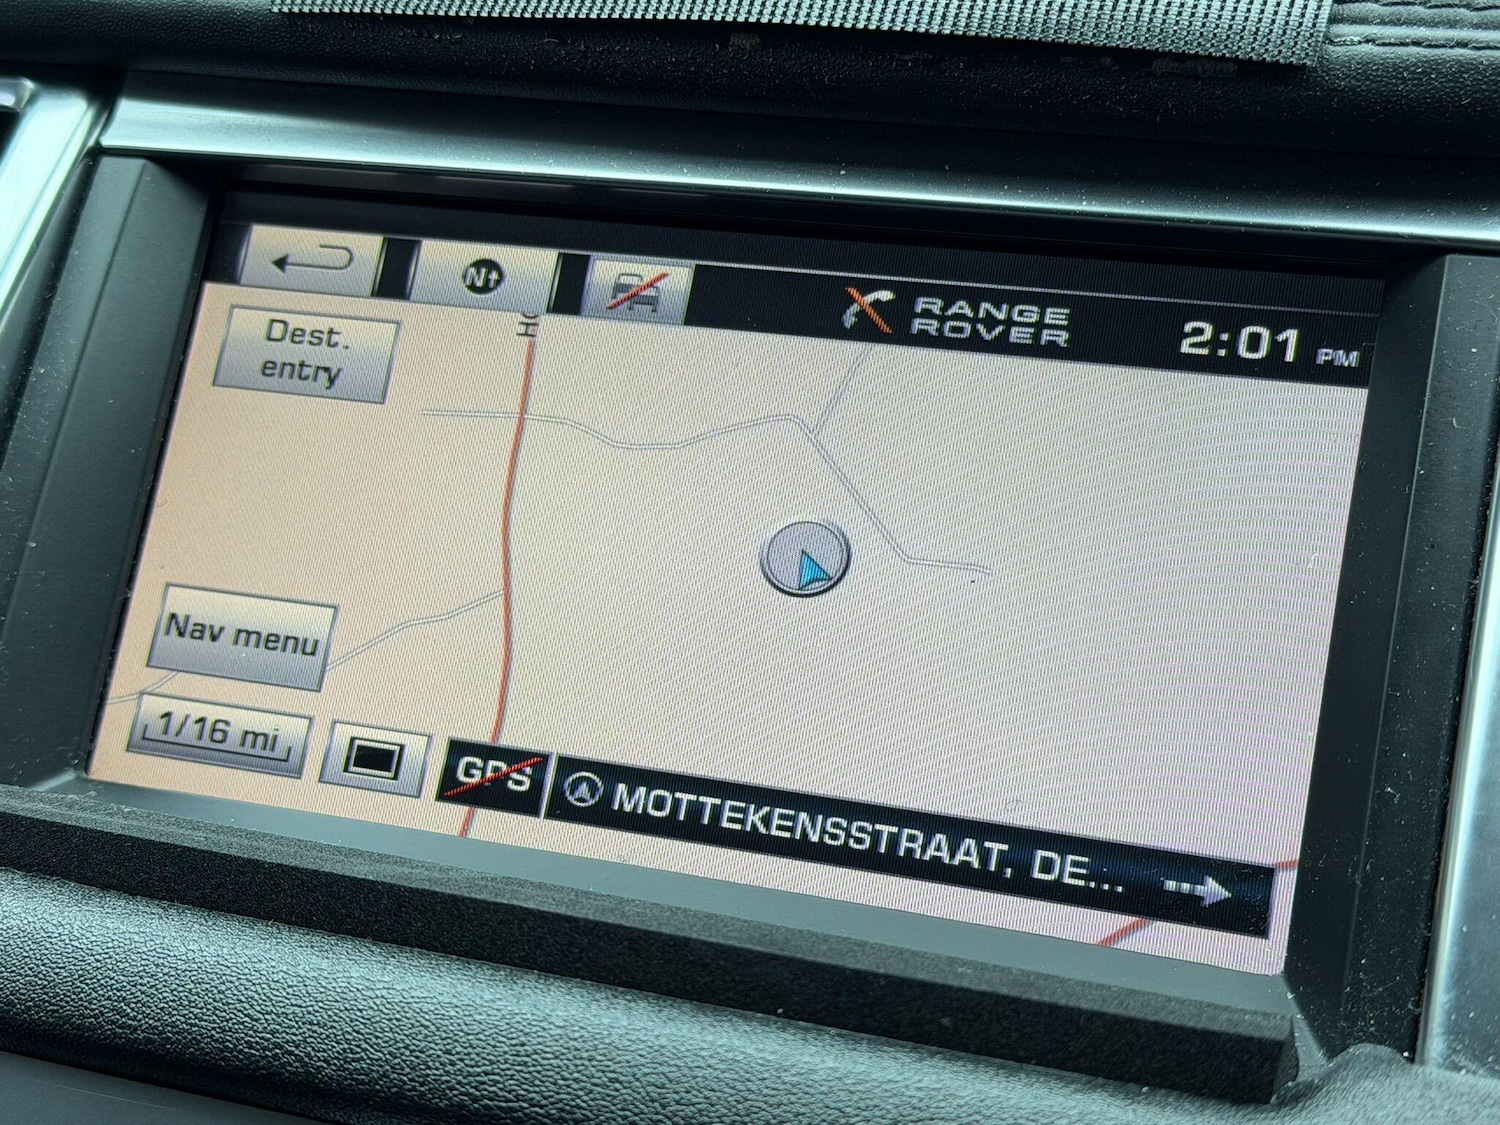 N
RANGE
ROVER
2:01 PM
Dest.
entry
Nav menu
1/16 mi
GPS
MOTTEKENSSTRAAT, DE...